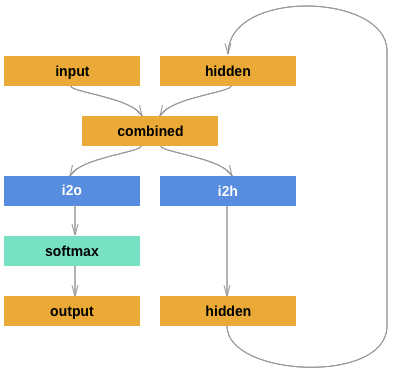 input
hidden
combined
i2o
i2h
softmax
output
hidden